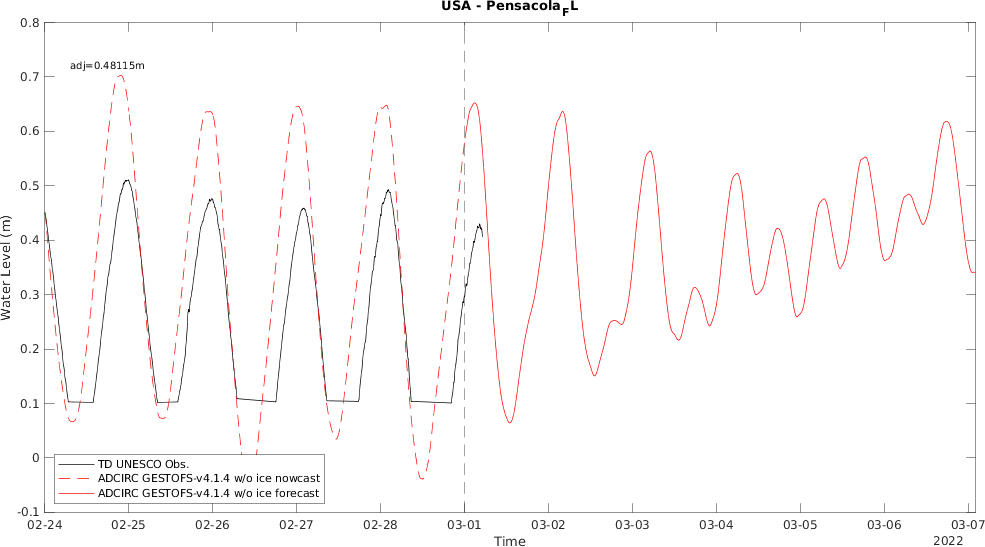 USA - Pensacola_FL
0.8
adj=0.48115m
0.7
0.6
0.5
0.4
0.3
0.2
0.1
0
-0.1
Water Level (m)
TD UNESCO Obs.
ADCIRC GESTOFS-v4.1.4 w/o ice nowcast
ADCIRC GESTOFS-v4.1.4 w/o ice forecast
02-24 02-25 02-26 02-27 02-28 03-01 03-02 03-03 03-04 03-05 03-06 03-07
Time
2022